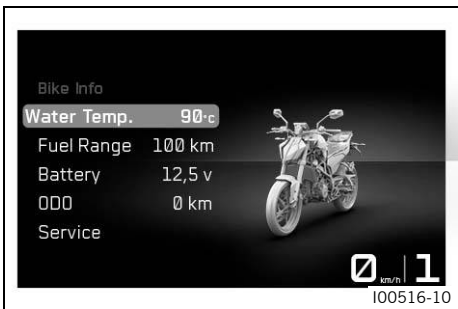 Bike Info
Water Temp. 90°c
Fuel Range 100 km
Battery 12,5 v
ODO 0 km
Service
0 km/h 1
I00516-10